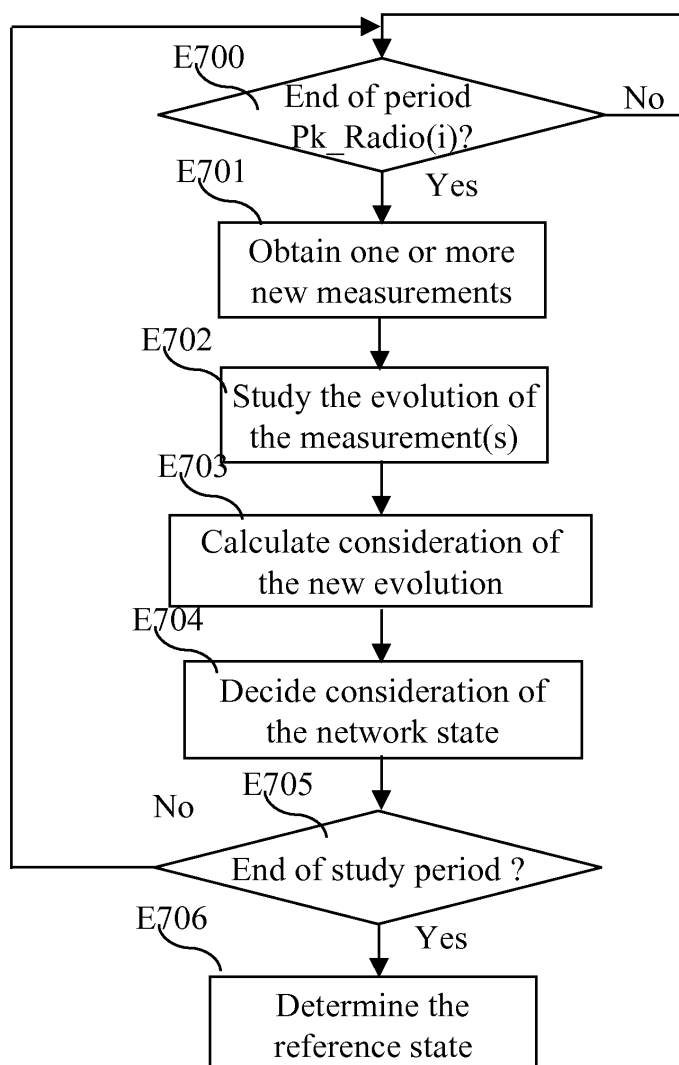 E700
End of period
Pk_Radio(i)?
No
Yes
E701
Obtain one or more
new measurements
E702
Study the evolution of
the measurement(s)
E703
Calculate consideration of
the new evolution
E704
Decide consideration of
the network state
E705
No
End of study period ?
Yes
E706
Determine the
reference state